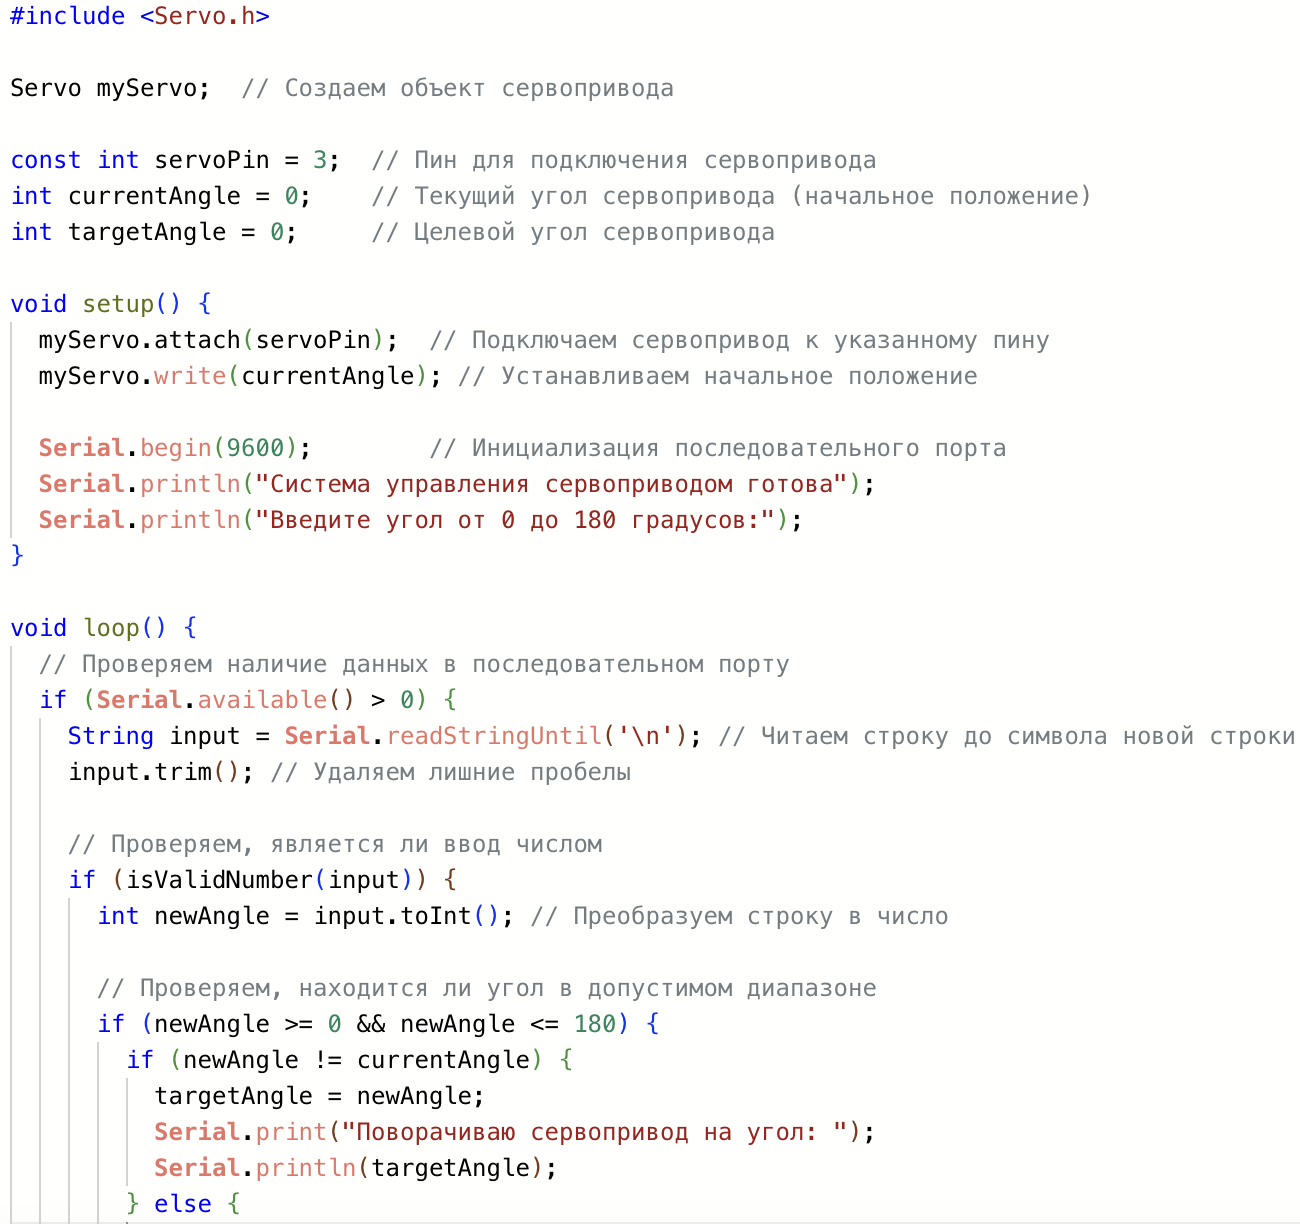 #include <Servo.h>
Servo myServo;  // Создаем объект сервопривода
const int servoPin = 3;  // Пин для подключения сервопривода
int currentAngle = 0;    // Текущий угол сервопривода (начальное положение)
int targetAngle = 0;     // Целевой угол сервопривода
void setup() {
  myServo.attach(servoPin);  // Подключаем сервопривод к указанному пину
  myServo.write(currentAngle); // Устанавливаем начальное положение
  Serial.begin(9600);        // Инициализация последовательного порта
  Serial.println("Система управления сервоприводом готова");
  Serial.println("Введите угол от 0 до 180 градусов:");
}
void loop() {
  // Проверяем наличие данных в последовательном порту
  if (Serial.available() > 0) {
    String input = Serial.readStringUntil('\n'); // Читаем строку до символа новой строки
    input.trim(); // Удаляем лишние пробелы
    // Проверяем, является ли ввод числом
    if (isValidNumber(input)) {
      int newAngle = input.toInt(); // Преобразуем строку в число
      // Проверяем, находится ли угол в допустимом диапазоне
      if (newAngle >= 0 && newAngle <= 180) {
        if (newAngle != currentAngle) {
          targetAngle = newAngle;
          Serial.print("Поворачиваю сервопривод на угол: ");
          Serial.println(targetAngle);
        } else {